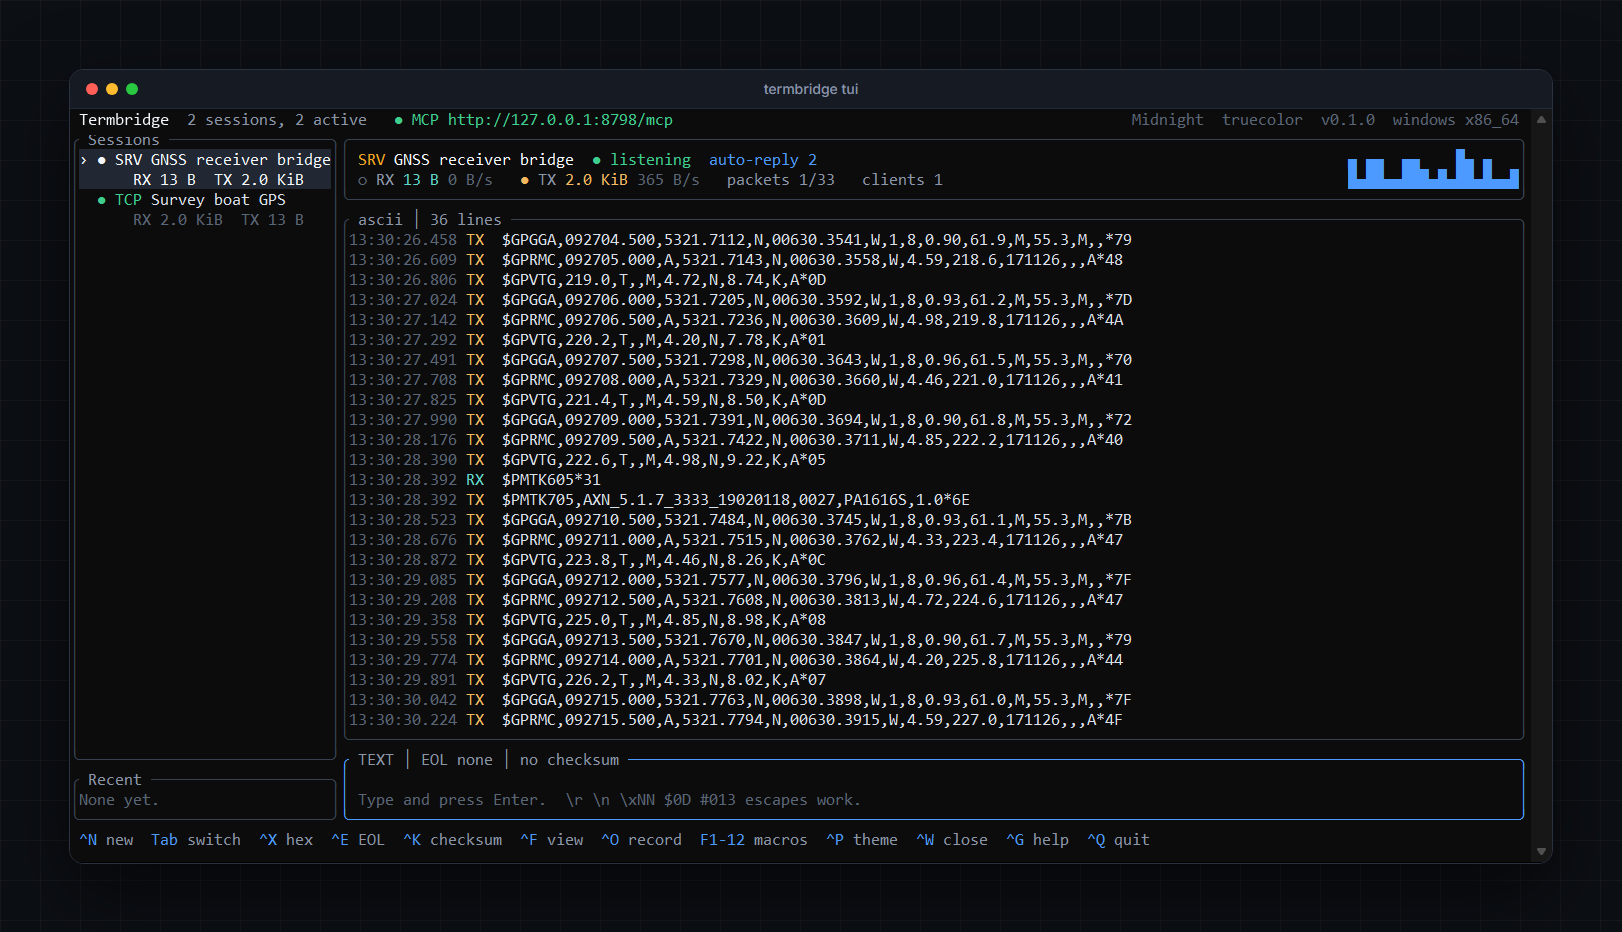 termbridge tui
Termbridge 2 sessions, 2 active ● MCP http://127.0.0.1:8798/mcp Midnight truecolor v0.1.0 windows x86_64
Sessions
› ● SRV GNSS receiver bridge
RX 13 B TX 2.0 KiB
● TCP Survey boat GPS
RX 2.0 KiB TX 13 B
Recent
None yet.
SRV GNSS receiver bridge ● listening auto-reply 2
○ RX 13 B 0 B/s ● TX 2.0 KiB 365 B/s packets 1/33 clients 1
ascii │ 36 lines
13:30:26.458 TX $GPGGA,092704.500,5321.7112,N,00630.3541,W,1,8,0.90,61.9,M,55.3,M,,*79
13:30:26.609 TX $GPRMC,092705.000,A,5321.7143,N,00630.3558,W,4.59,218.6,171126,,,A*48
13:30:26.806 TX $GPVTG,219.0,T,,M,4.72,N,8.74,K,A*0D
13:30:27.024 TX $GPGGA,092706.000,5321.7205,N,00630.3592,W,1,8,0.93,61.2,M,55.3,M,,*7D
13:30:27.142 TX $GPRMC,092706.500,A,5321.7236,N,00630.3609,W,4.98,219.8,171126,,,A*4A
13:30:27.292 TX $GPVTG,220.2,T,,M,4.20,N,7.78,K,A*01
13:30:27.491 TX $GPGGA,092707.500,5321.7298,N,00630.3643,W,1,8,0.96,61.5,M,55.3,M,,*70
13:30:27.708 TX $GPRMC,092708.000,A,5321.7329,N,00630.3660,W,4.46,221.0,171126,,,A*41
13:30:27.825 TX $GPVTG,221.4,T,,M,4.59,N,8.50,K,A*0D
13:30:27.990 TX $GPGGA,092709.000,5321.7391,N,00630.3694,W,1,8,0.90,61.8,M,55.3,M,,*72
13:30:28.176 TX $GPRMC,092709.500,A,5321.7422,N,00630.3711,W,4.85,222.2,171126,,,A*40
13:30:28.390 TX $GPVTG,222.6,T,,M,4.98,N,9.22,K,A*05
13:30:28.392 RX $PMTK605*31
13:30:28.392 TX $PMTK705,AXN_5.1.7_3333_19020118,0027,PA1616S,1.0*6E
13:30:28.523 TX $GPGGA,092710.500,5321.7484,N,00630.3745,W,1,8,0.93,61.1,M,55.3,M,,*7B
13:30:28.676 TX $GPRMC,092711.000,A,5321.7515,N,00630.3762,W,4.33,223.4,171126,,,A*47
13:30:28.872 TX $GPVTG,223.8,T,,M,4.46,N,8.26,K,A*0C
13:30:29.085 TX $GPGGA,092712.000,5321.7577,N,00630.3796,W,1,8,0.96,61.4,M,55.3,M,,*7F
13:30:29.208 TX $GPRMC,092712.500,A,5321.7608,N,00630.3813,W,4.72,224.6,171126,,,A*47
13:30:29.358 TX $GPVTG,225.0,T,,M,4.85,N,8.98,K,A*08
13:30:29.558 TX $GPGGA,092713.500,5321.7670,N,00630.3847,W,1,8,0.90,61.7,M,55.3,M,,*79
13:30:29.774 TX $GPRMC,092714.000,A,5321.7701,N,00630.3864,W,4.20,225.8,171126,,,A*44
13:30:29.891 TX $GPVTG,226.2,T,,M,4.33,N,8.02,K,A*07
13:30:30.042 TX $GPGGA,092715.000,5321.7763,N,00630.3898,W,1,8,0.93,61.0,M,55.3,M,,*7F
13:30:30.224 TX $GPRMC,092715.500,A,5321.7794,N,00630.3915,W,4.59,227.0,171126,,,A*4F
TEXT │ EOL none │ no checksum
Type and press Enter. \r \n \xNN $0D #013 escapes work.
^N new Tab switch ^X hex ^E EOL ^K checksum ^F view ^O record F1-12 macros ^P theme ^W close ^G help ^Q quit